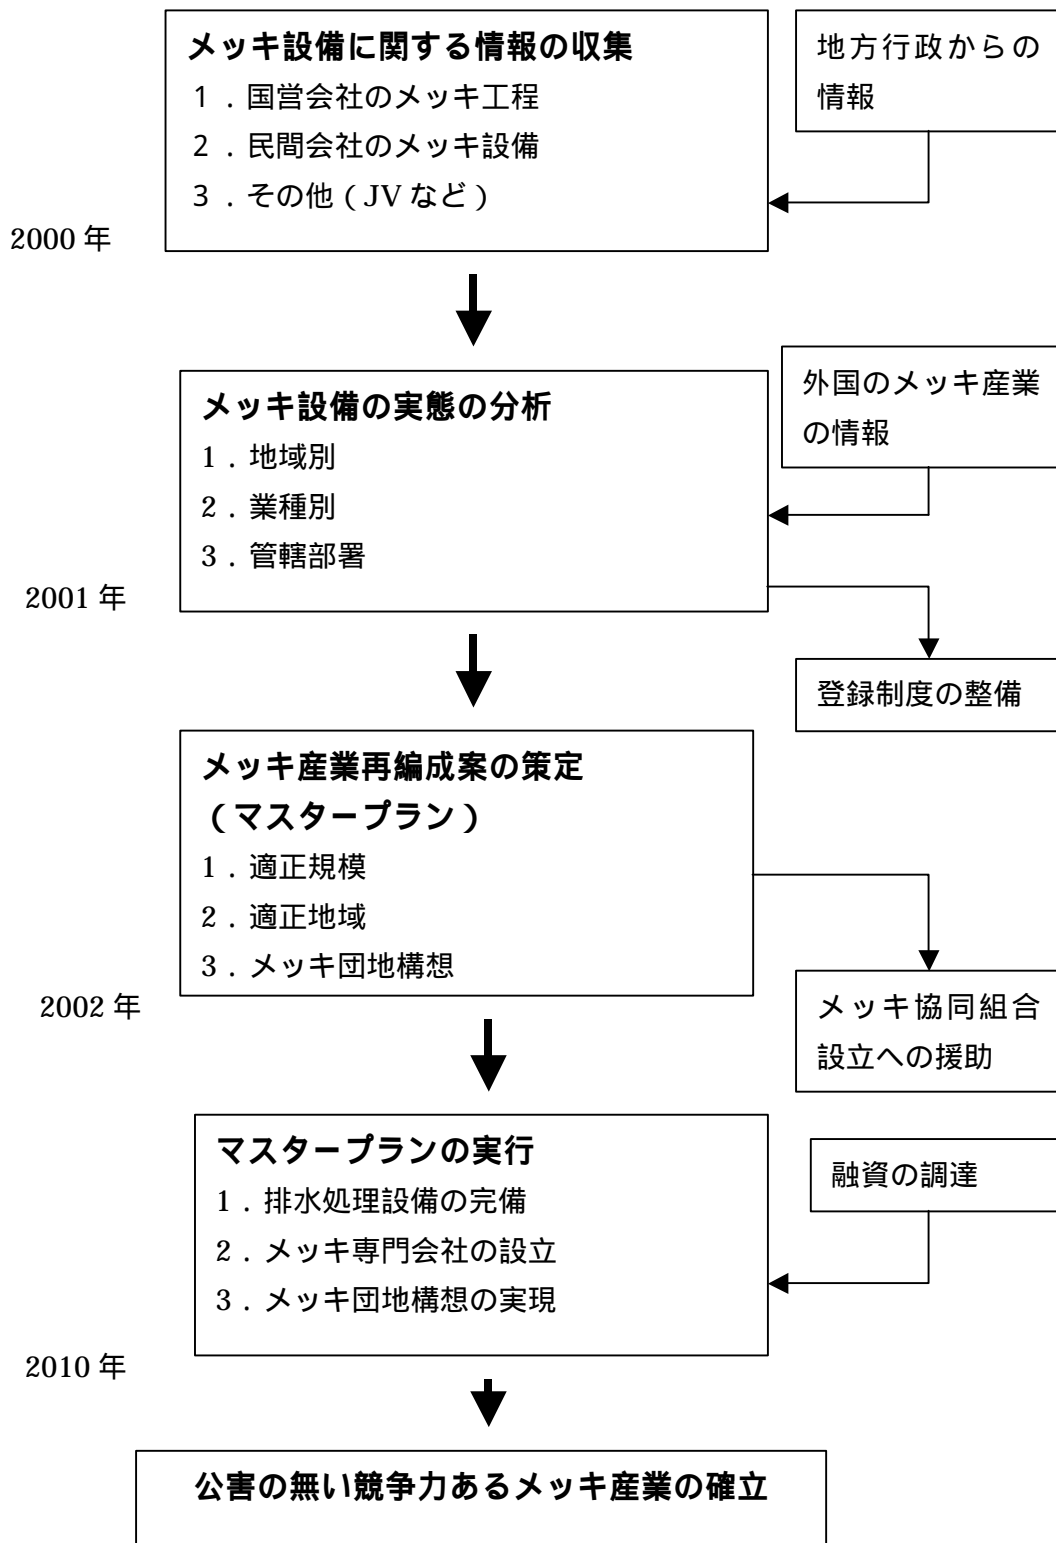 メッキ設備に関する情報の収集
１．国営会社のメッキ工程
２．民間会社のメッキ設備
３．その他（JV など）
地方行政からの
情報
2000 年
メッキ設備の実態の分析
1．地域別
2．業種別
3．管轄部署
外国のメッキ産業
の情報
2001 年
登録制度の整備
メッキ産業再編成案の策定
（マスタープラン）
1．適正規模
2．適正地域
3．メッキ団地構想
2002 年
メッキ協同組合
設立への援助
マスタープランの実行
1．排水処理設備の完備
2．メッキ専門会社の設立
3．メッキ団地構想の実現
融資の調達
2010 年
公害の無い競争力あるメッキ産業の確立